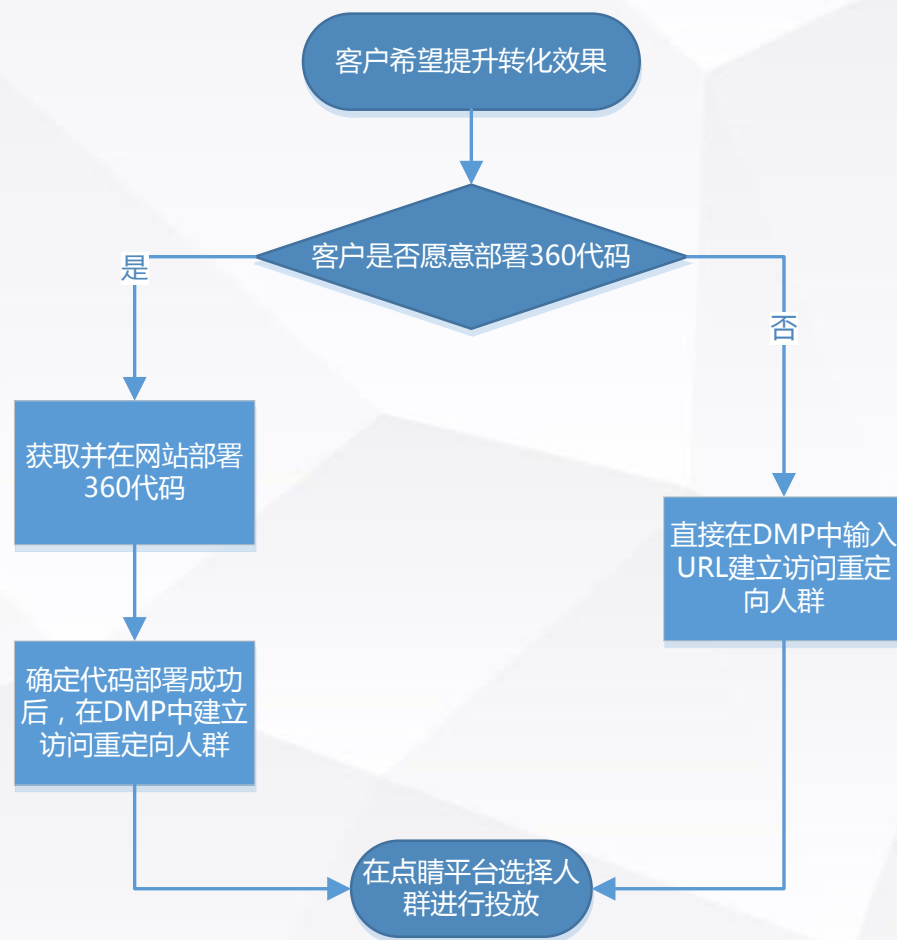 客户希望提升转化效果
客户是否愿意部署360代码
是
否
获取并在网站部署
360代码
直接在DMP中输入
URL建立访问重定
向人群
确定代码部署成功
后，在DMP中建立
访问重定向人群
在点睛平台选择人
群进行投放